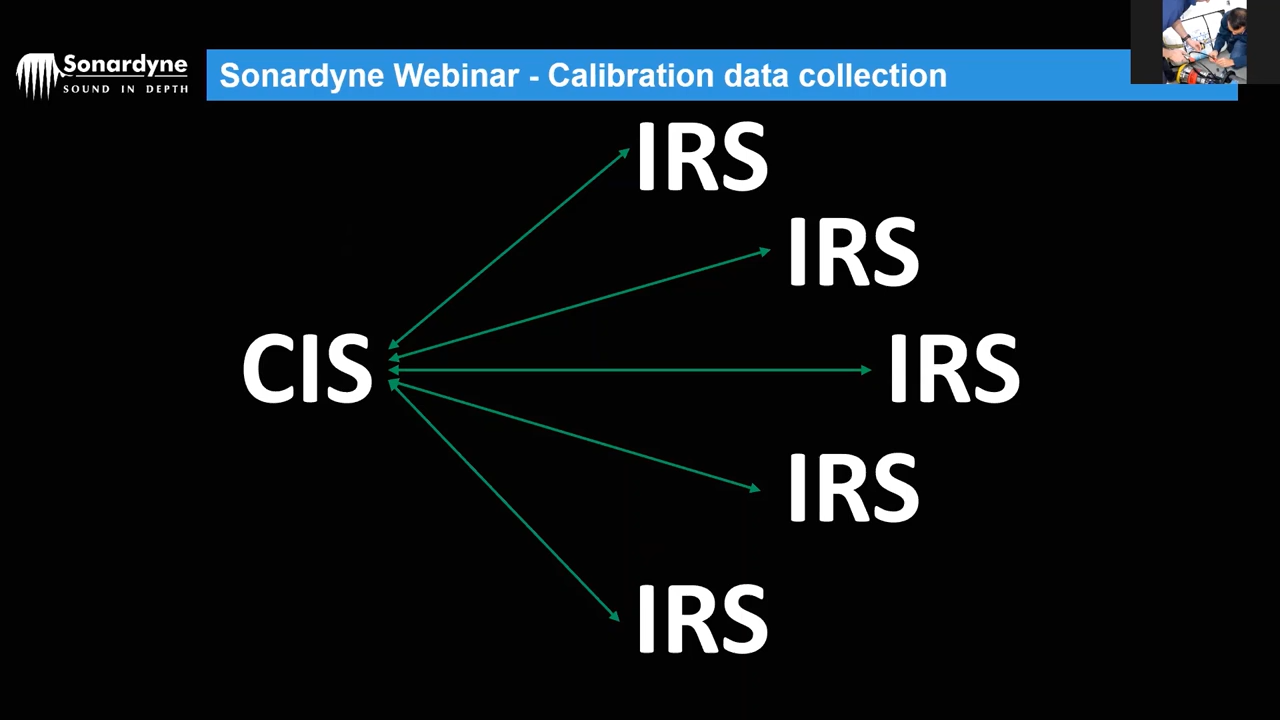 Sonardyne
SOUND IN DEPTH
Sonardyne Webinar - Calibration data collection
IRS
IRS
CIS
IRS
IRS
IRS